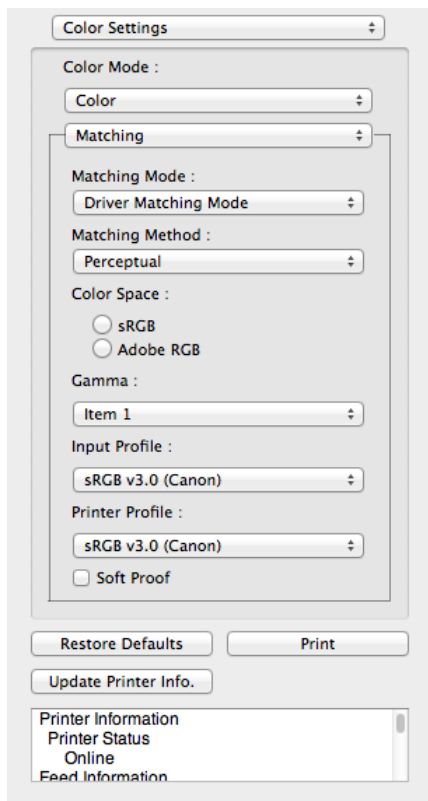 Color Settings
Color Mode :
Color
Matching
Matching Mode :
Driver Matching Mode
Matching Method :
Perceptual
Color Space :
sRGB
Adobe RGB
Gamma :
Item 1
Input Profile :
sRGB v3.0 (Canon)
Printer Profile :
sRGB v3.0 (Canon)
Soft Proof
Restore Defaults Print
Update Printer Info.
Printer Information
Printer Status
Online
Feed Information